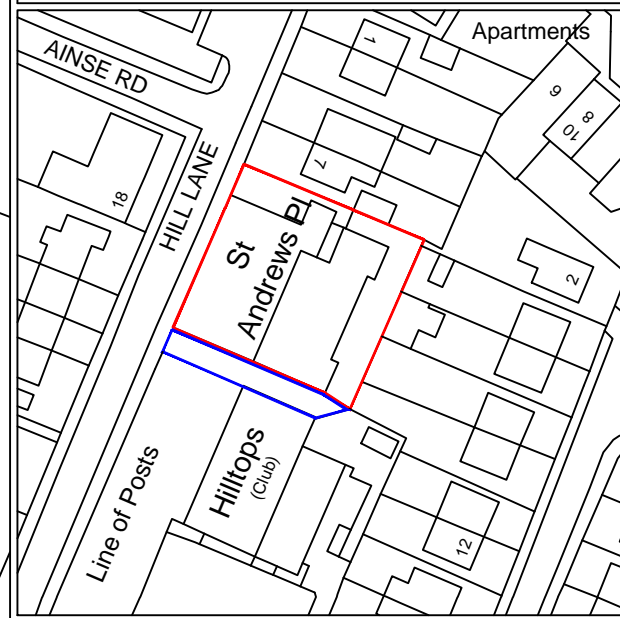 Apartments
AINSE RD
1
6
8
10
7
HILL LANE
18
St
Andrews Pl
2
Hilltops
(Club)
Line of Posts
12